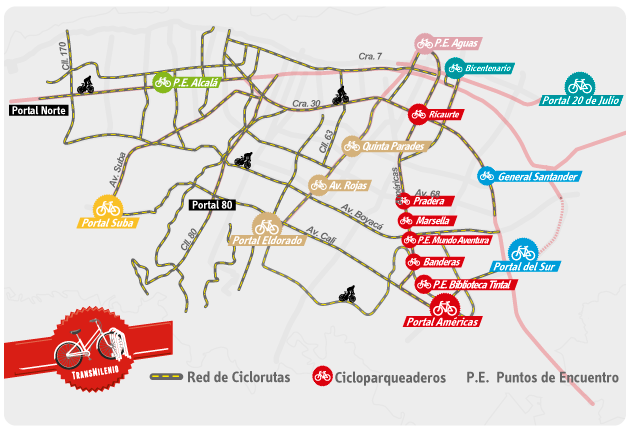 Cll. 170
P.E. Aguas
Cra. 7
Bicentenario
P.E. Alcalá
Portal 20 de Julio
Portal Norte
Cra. 30
Ricaurte
Cll. 63
Quinta Parades
Av. Suba
General Santander
Américas
Av. Rojas
Av. 68
Pradera
Portal Suba
Portal 80
Av. Boyacá
Marsella
Portal Eldorado
Av. Cali
P.E. Mundo Aventura
Cll. 80
Portal del Sur
Banderas
P.E. Biblioteca Tintal
Portal Américas
TransMilenio
Red de Ciclorutas
Cicloparqueaderos
P.E. Puntos de Encuentro